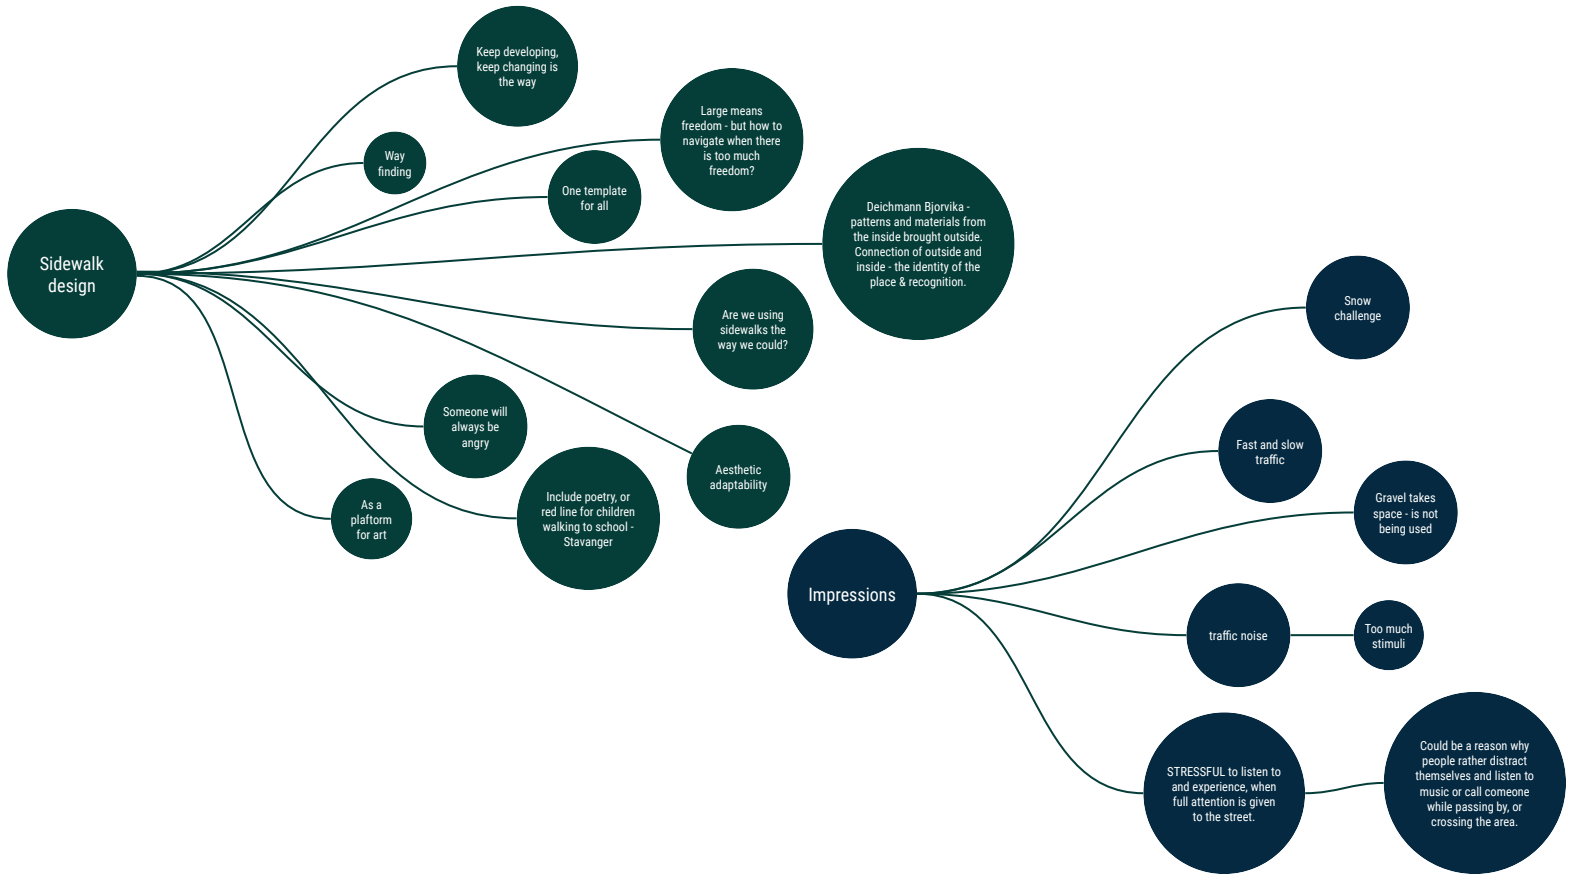 Sidewalk
design
Keep developing,
keep changing is
the way
Way
finding
Large means
freedom - but how to
navigate when there
is too much
freedom?
One template
for all
Deichmann Bjorvika -
patterns and materials from
the inside brought outside.
Connection of outside and
inside - the identity of the
place & recognition.
Are we using
sidewalks the
way we could?
Aesthetic
adaptability
Someone will
always be
angry
Include poetry, or
red line for children
walking to school -
Stavanger
As a
plaftorm
for art
Impressions
Snow
challenge
Fast and slow
traffic
Gravel takes
space - is not
being used
traffic noise
Too much
stimuli
STRESSFUL to listen to
and experience, when
full attention is given
to the street.
Could be a reason why
people rather distract
themselves and listen to
music or call comeone
while passing by, or
crossing the area.